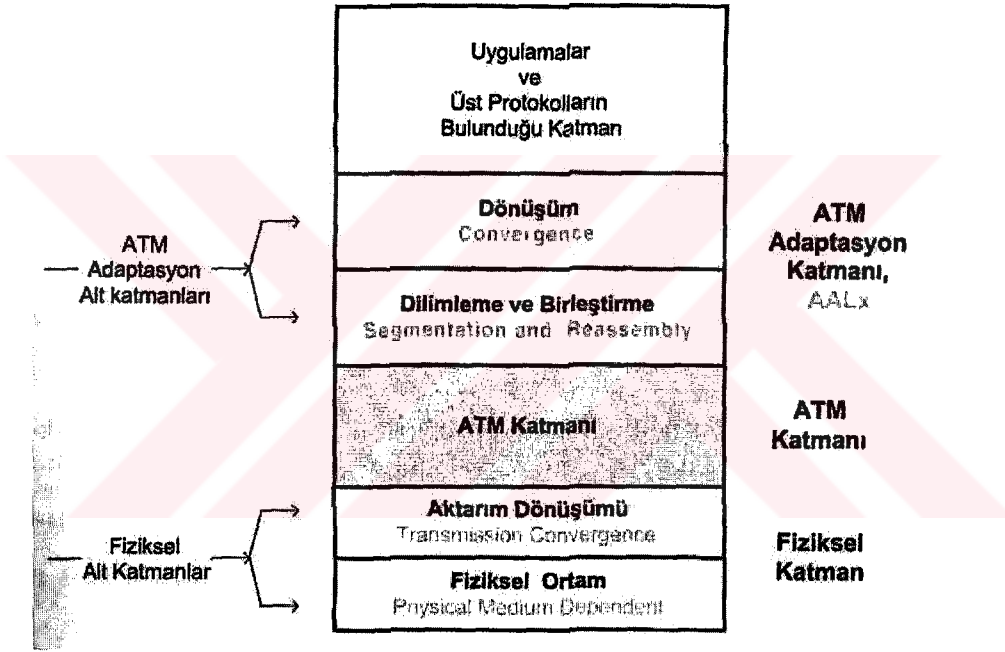 Uygulamalar
ve
Üst Protokolların
Bulunduğu Katman
ATM
Adaptasyon
Alt katmanları
Dönüşüm
Convergence
Dilimleme ve Birleştirme
Segmentation and Reassembly
ATM
Adaptasyon
Katmanı,
AALx
ATM Katmanı
ATM
Katmanı
Fiziksel
Alt Katmanlar
Aktarım Dönüşümü
Transmission Convergence
Fiziksel Ortam
Physical Medium Dependent
Fiziksel
Katman